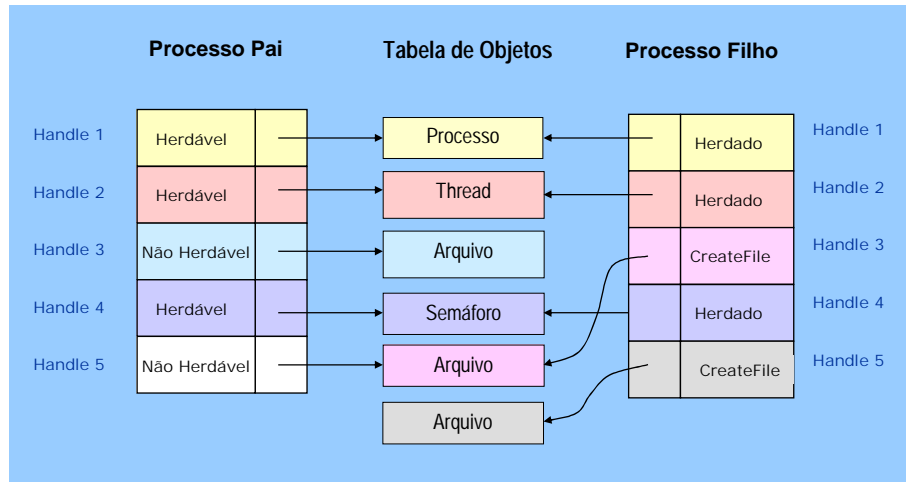 Processo Pai
Tabela de Objetos
Processo Filho
Handle 1
Herdável
Processo
Herdado
Handle 1
Handle 2
Herdável
Thread
Herdado
Handle 2
Handle 3
Não Herdável
Arquivo
CreateFile
Handle 3
Handle 4
Herdável
Semáforo
Herdado
Handle 4
Handle 5
Não Herdável
Arquivo
CreateFile
Handle 5
Arquivo